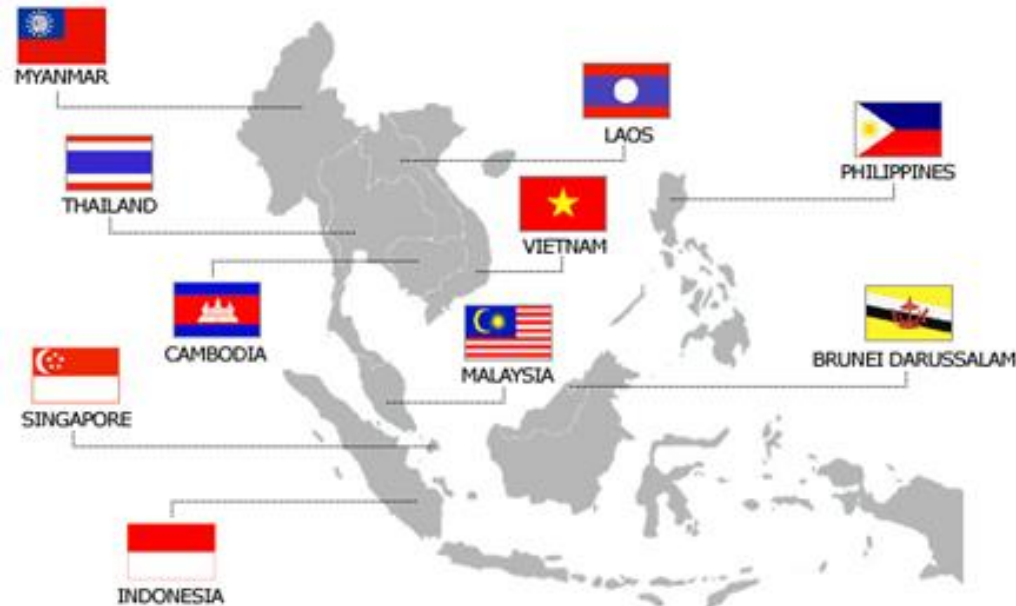 MYANMAR
LAOS
PHILIPPINES
THAILAND
VIETNAM
CAMBODIA
MALAYSIA
BRUNEI DARUSSALAM
SINGAPORE
INDONESIA